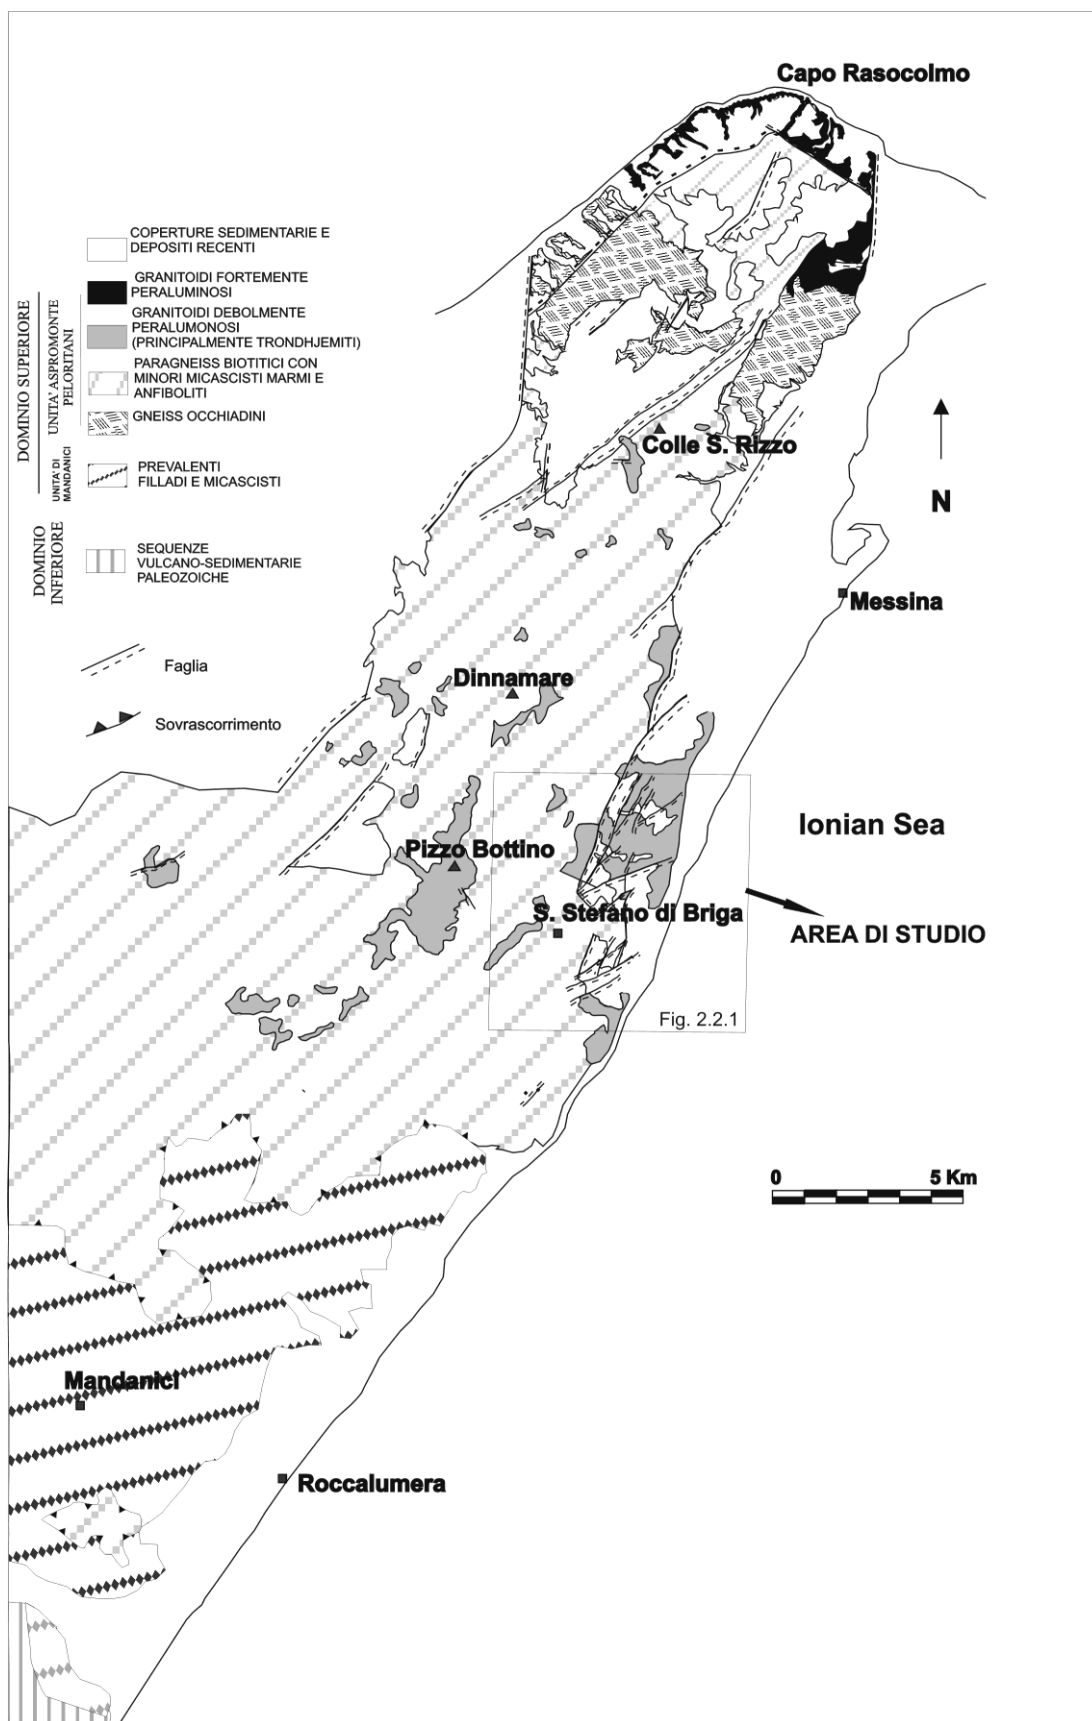 Capo Rasocolmo
COPERTURE SEDIMENTARIE E
DEPOSITI RECENTI
GRANITOIDI FORTEMENTE
PERALUMINOSI
GRANITOIDI DEBOLMENTE
PERALUMONOSI
(PRINCIPALMENTE TRONDHJEMITI)
PARAGNEISS BIOTITICI CON
MINORI MICASCISTI MARMI E
ANFIBOLITI
GNEISS OCCHIADINI
PREVALENTI
FILLADI E MICASCISTI
SEQUENZE
VULCANO-SEDIMENTARIE
PALEOZOICHE
DOMINIO SUPERIORE
UNITA' ASPROMONTE
PELORITANI
UNITA' DI
MANDANICI
DOMINIO
INFERIORE
Faglia
Sovrascorrimento
Colle S. Rizzo
N
Messina
Dinnamare
Ionian Sea
Pizzo Bottino
S. Stefano di Briga
AREA DI STUDIO
Fig. 2.2.1
0 5 Km
Mandanici
Roccalumera